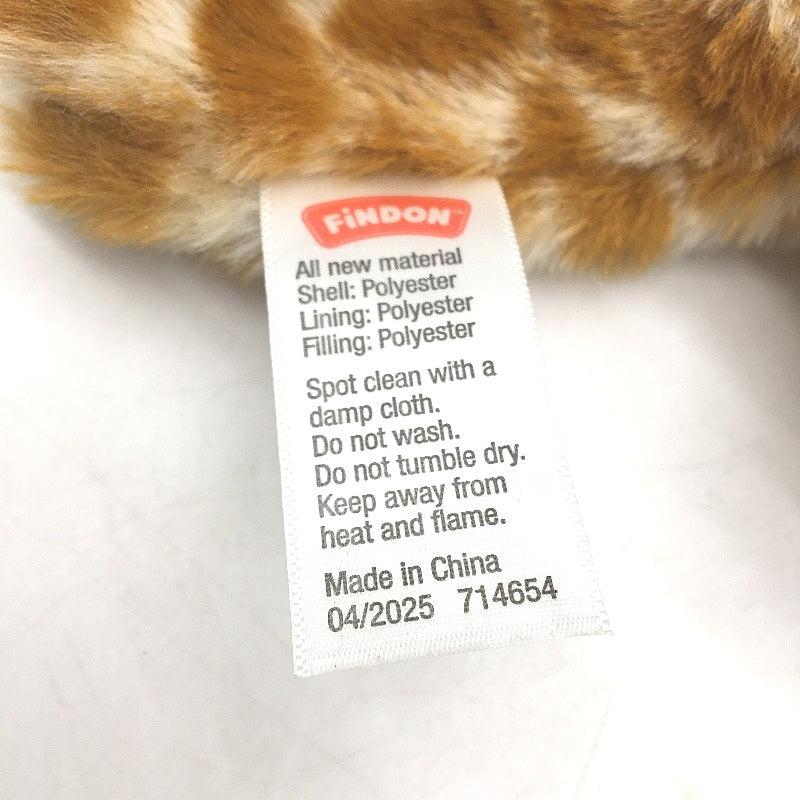 FiNDON™
All new material
Shell: Polyester
Lining: Polyester
Filling: Polyester
Spot clean with a
damp cloth.
Do not wash.
Do not tumble dry.
Keep away from
heat and flame.
Made in China
04/2025 714654